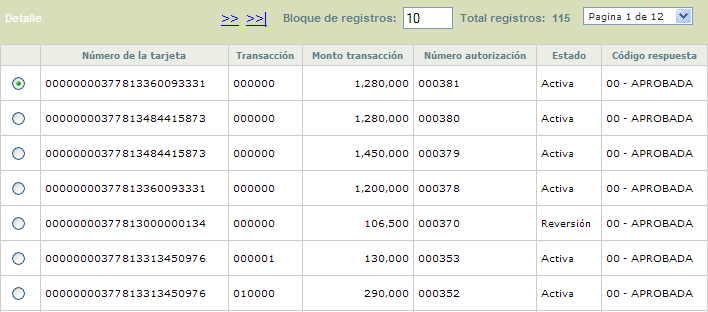 Detalle >> >>| Bloque de registros: 10 Total registros: 115 Pagina 1 de 12
Número de la tarjeta Transacción Monto transacción Número autorización Estado Código respuesta
0000000377813360093331 000000 1,280,000 000381 Activa 00 - APROBADA
0000000377813484415873 000000 1,280,000 000380 Activa 00 - APROBADA
0000000377813484415873 000000 1,450,000 000379 Activa 00 - APROBADA
0000000377813360093331 000000 1,200,000 000378 Activa 00 - APROBADA
0000000377813000000134 000000 106,500 000370 Reversión 00 - APROBADA
0000000377813313450976 000001 130,000 000353 Activa 00 - APROBADA
0000000377813313450976 010000 290,000 000352 Activa 00 - APROBADA